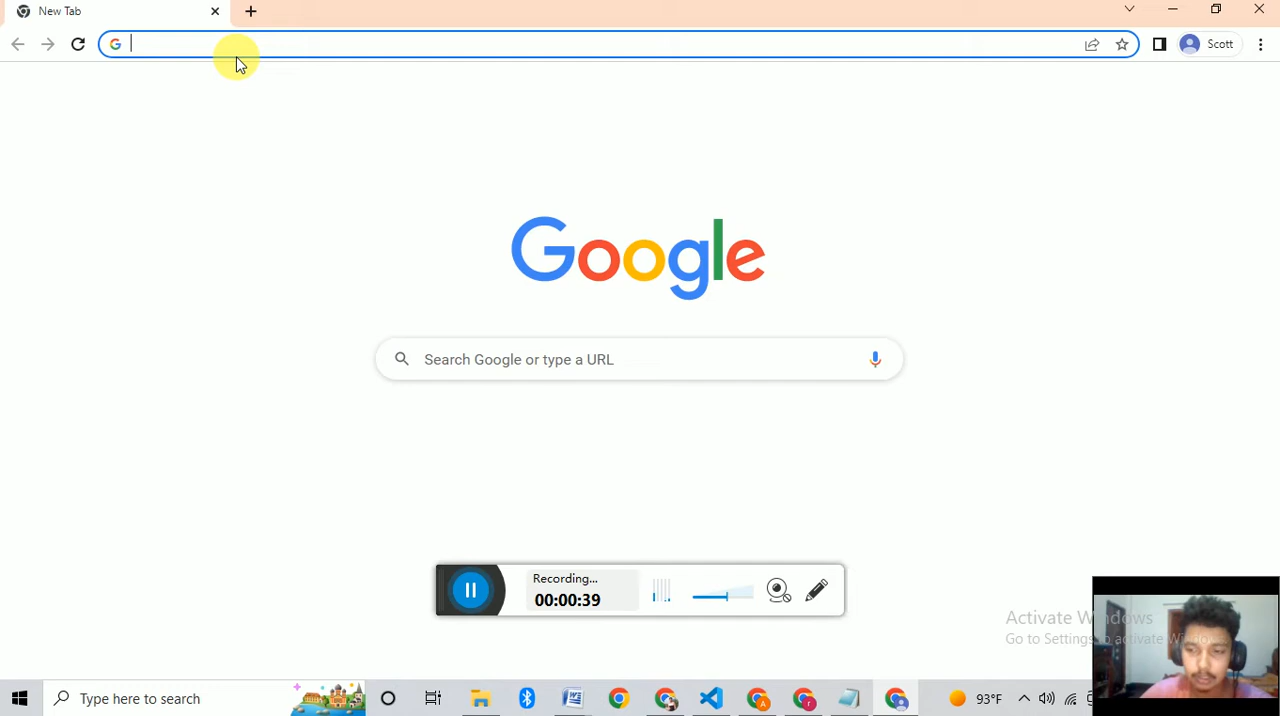 New Tab
Scott
Google
Search Google or type a URL
Recording...
00:00:39
Activate Windows
Go to Settings to activate
Type here to search
93°F